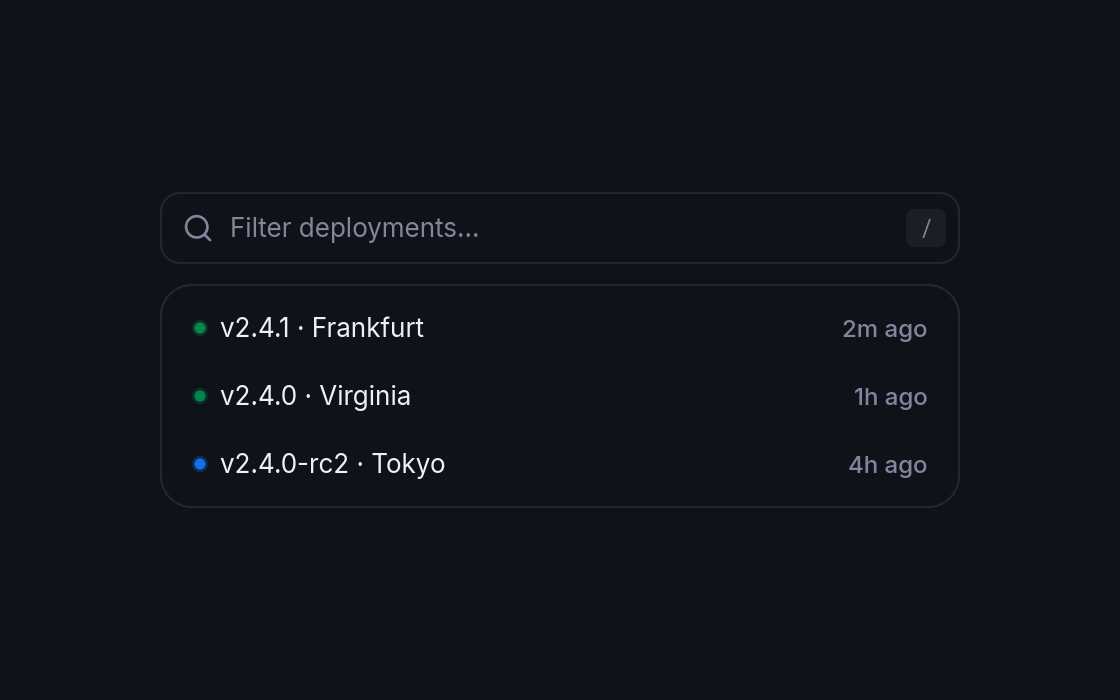 Filter deployments... /
v2.4.1 · Frankfurt 2m ago
v2.4.0 · Virginia 1h ago
v2.4.0-rc2 · Tokyo 4h ago